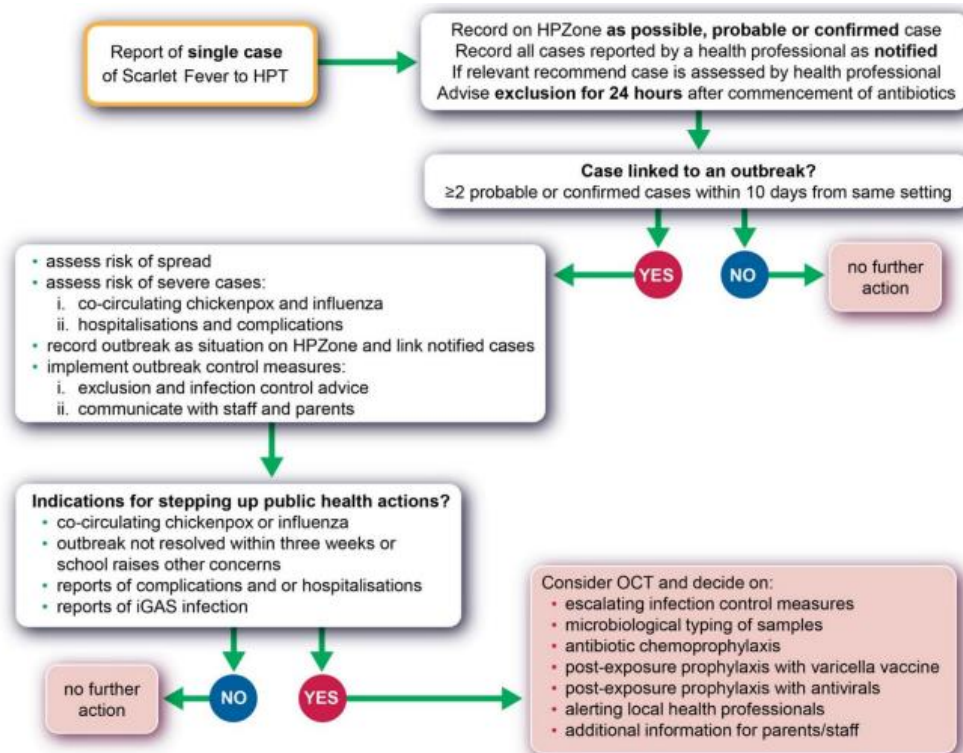 Report of single case
of Scarlet Fever to HPT
Record on HPZone as possible, probable or confirmed case
Record all cases reported by a health professional as notified
If relevant recommend case is assessed by health professional
Advise exclusion for 24 hours after commencement of antibiotics
Case linked to an outbreak?
≥2 probable or confirmed cases within 10 days from same setting
YES
NO
no further
action
• assess risk of spread
• assess risk of severe cases:
i. co-circulating chickenpox and influenza
ii. hospitalisations and complications
• record outbreak as situation on HPZone and link notified cases
• implement outbreak control measures:
i. exclusion and infection control advice
ii. communicate with staff and parents
Indications for stepping up public health actions?
• co-circulating chickenpox or influenza
• outbreak not resolved within three weeks or
school raises other concerns
• reports of complications and or hospitalisations
• reports of iGAS infection
NO
YES
no further
action
Consider OCT and decide on:
• escalating infection control measures
• microbiological typing of samples
• antibiotic chemoprophylaxis
• post-exposure prophylaxis with varicella vaccine
• post-exposure prophylaxis with antivirals
• alerting local health professionals
• additional information for parents/staff